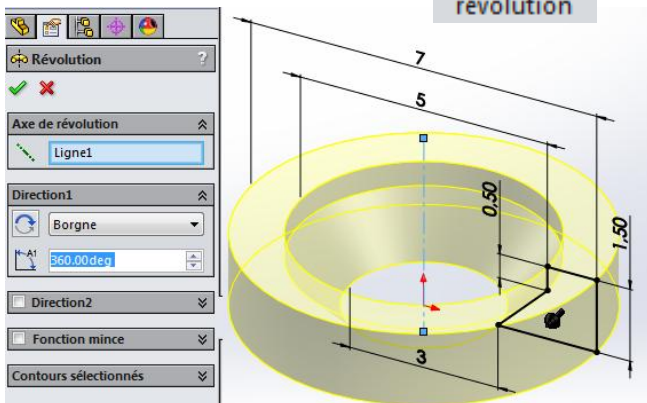 révolution
Révolution ?
Axe de révolution
Ligne1
Direction1
Borgne
A1
360.00deg
Direction2
Fonction mince
Contours sélectionnés
7
5
0,50
1,50
3